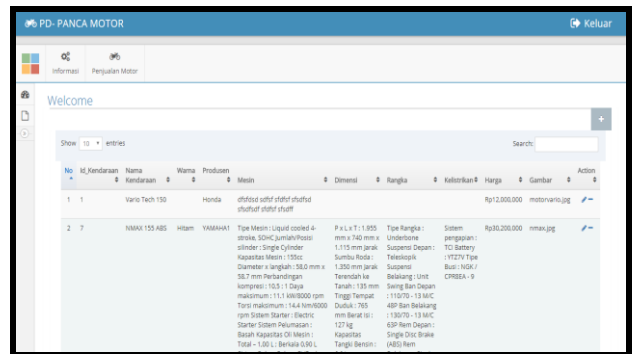 PD- PANCA MOTOR
Keluar
Informasi
Penjualan Motor
Welcome
+
Show 10 entries
Search:
No Id_Kendaraan Nama Kendaraan Warna Produsen Mesin Dimensi Rangka Kelistrikan Harga Gambar Action
1 1 Vario Tech 150 Honda dfsfdsd sdfsf sfdfsf sfsdfsd Rp12,000,000 motorvario.jpg
sfsdfsdf sfdfsf sfsdff
2 7 NMAX 155 ABS Hitam YAMAHA1 Tipe Mesin : Liquid cooled 4- P x L x T : 1.955 Tipe Rangka : Sistem Rp30,200,000 nmax.jpg
stroke, SOHC Jumlah/Posisi mm x 740 mm x Underbone pengapian :
silinder : Single Cylinder 1.115 mm Jarak Suspensi Depan : TCI Battery
Kapasitas Mesin : 155cc Sumbu Roda : Teleskopik : YTZ7V Tipe
Diameter x langkah : 58,0 mm x 1.350 mm Jarak Suspensi Busi : NGK /
58.7 mm Perbandingan Terendah ke Belakang : Unit CPR8EA - 9
kompresi : 10,5 : 1 Daya Tanah : 135 mm Swing Ban Depan
maksimum : 11.1 kW/8000 rpm Tinggi Tempat : 110/70 - 13 M/C
Torsi maksimum : 14.4 Nm/6000 Duduk : 765 48P Ban Belakang
rpm Sistem Starter : Electric mm Berat isi : : 130/70 - 13 M/C
Starter Sistem Pelumasan : 127 kg 63P Rem Depan :
Basah Kapasitas Oli Mesin : Kapasitas Single Disc Brake
Total – 1,00 L ; Berkala 0,90 L Tangki Bensin : (ABS) Rem